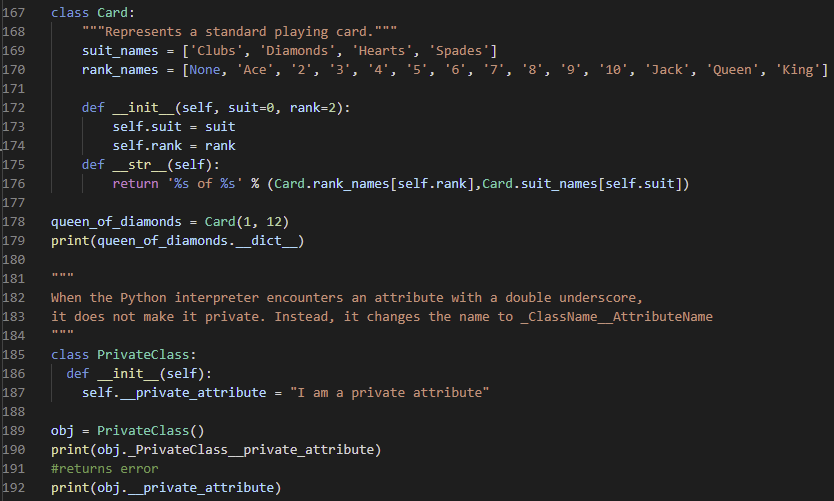 167 class Card:
168     """Represents a standard playing card."""
169     suit_names = ['Clubs', 'Diamonds', 'Hearts', 'Spades']
170     rank_names = [None, 'Ace', '2', '3', '4', '5', '6', '7', '8', '9', '10', 'Jack', 'Queen', 'King']
171
172     def __init__(self, suit=0, rank=2):
173         self.suit = suit
174         self.rank = rank
175     def __str__(self):
176         return '%s of %s' % (Card.rank_names[self.rank],Card.suit_names[self.suit])
177
178 queen_of_diamonds = Card(1, 12)
179 print(queen_of_diamonds.__dict__)
180
181 """
182 When the Python interpreter encounters an attribute with a double underscore,
183 it does not make it private. Instead, it changes the name to _ClassName__AttributeName
184 """
185 class PrivateClass:
186   def __init__(self):
187     self.__private_attribute = "I am a private attribute"
188
189 obj = PrivateClass()
190 print(obj._PrivateClass__private_attribute)
191 #returns error
192 print(obj.__private_attribute)